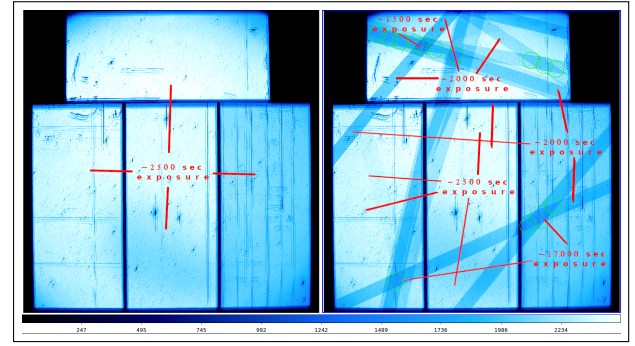 ~1500 sec
exposure
~2000 sec
exposure
~2500 sec
exposure
~2000 sec
exposure
~2500 sec
exposure
~17000 sec
exposure
247 495 745 992 1242 1489 1736 1986 2234